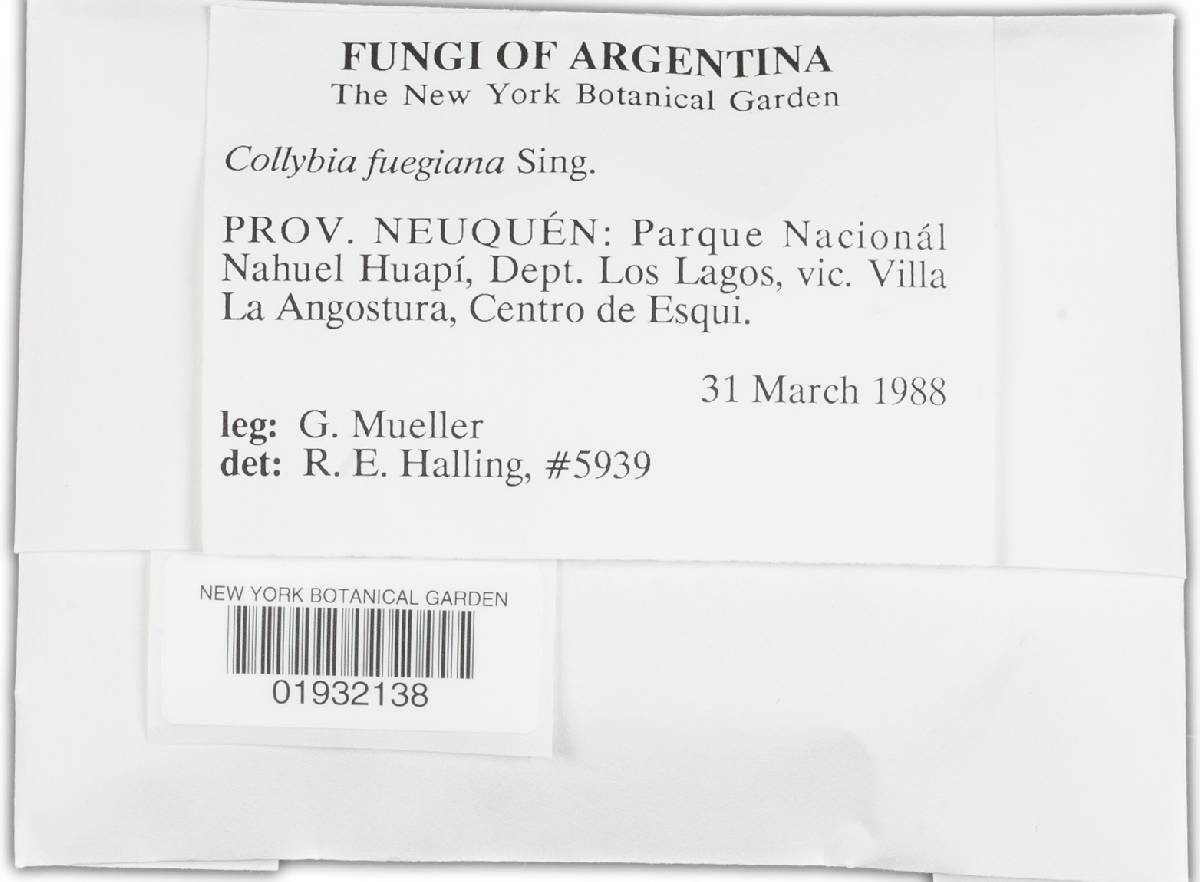 FUNGI OF ARGENTINA
The New York Botanical Garden
Collybia fuegiana Sing.
PROV. NEUQUÉN: Parque Nacionál
Nahuel Huapí, Dept. Los Lagos, vic. Villa
La Angostura, Centro de Esqui.
31 March 1988
leg: G. Mueller
det: R. E. Halling, #5939
NEW YORK BOTANICAL GARDEN
01932138